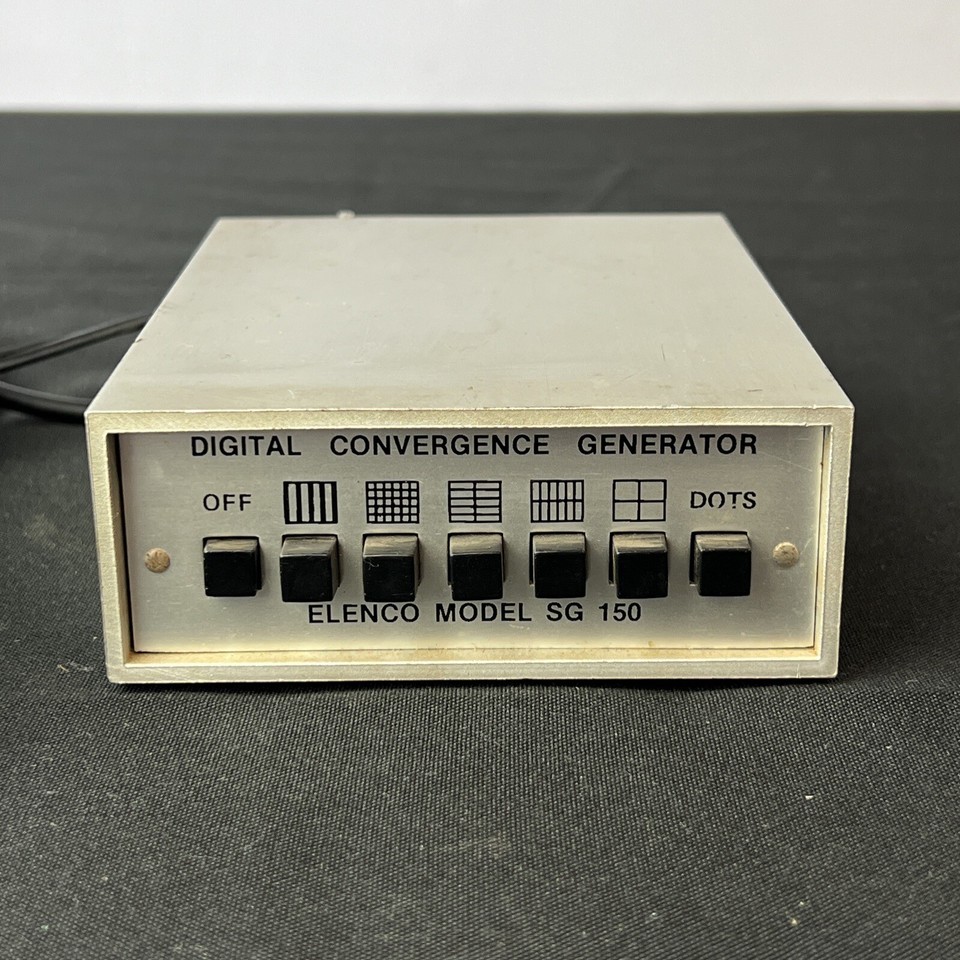 DIGITAL CONVERGENCE GENERATOR
OFF DOTS
ELENCO MODEL SG 150